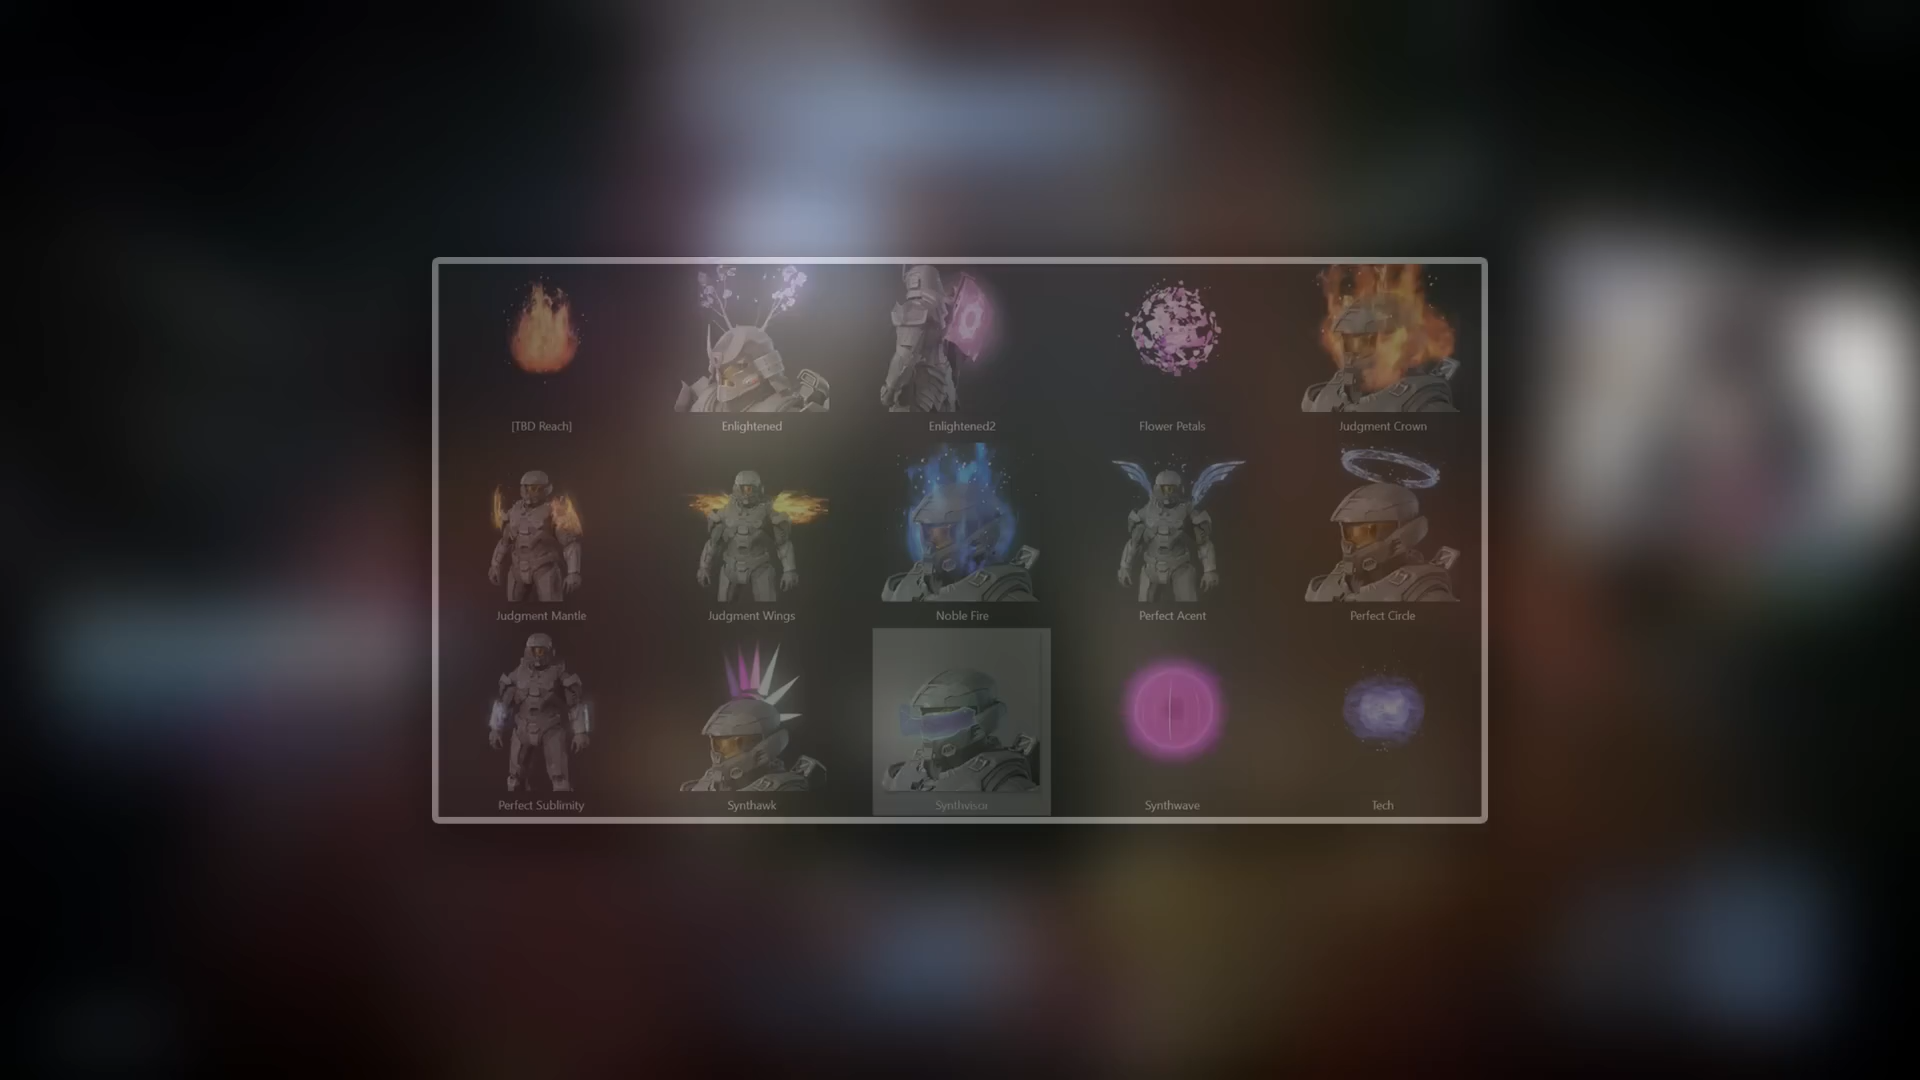 [TBD Reach]
Enlightened
Enlightened2
Flower Petals
Judgment Crown
Judgment Mantle
Judgment Wings
Noble Fire
Perfect Acent
Perfect Circle
Perfect Sublimity
Synthawk
Synthvisor
Synthwave
Tech